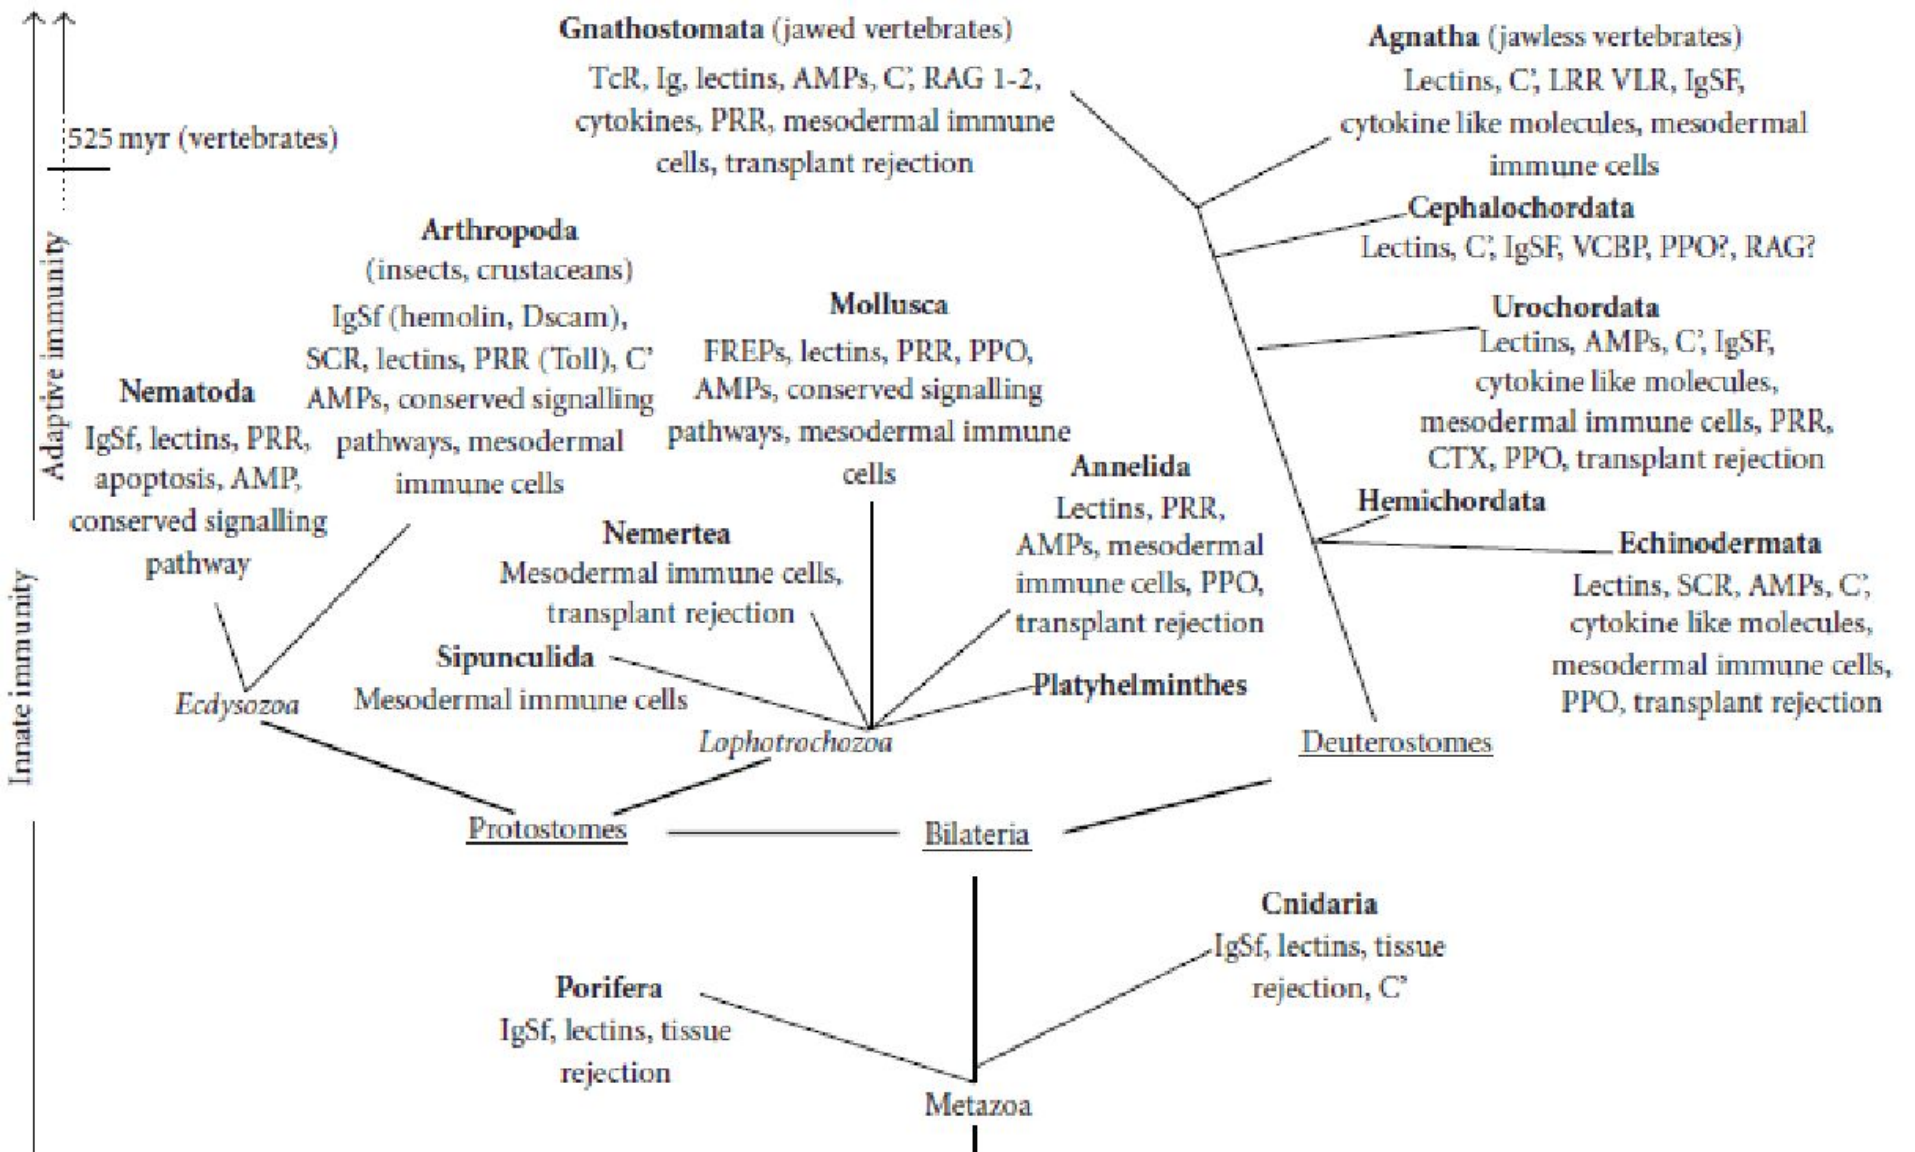 Gnathostomata (jawed vertebrates)
TcR, Ig, lectins, AMPs, C', RAG 1-2,
cytokines, PRR, mesodermal immune
cells, transplant rejection
Agnatha (jawless vertebrates)
Lectins, C', LRR VLR, IgSF,
cytokine like molecules, mesodermal
immune cells
525 myr (vertebrates)
Adaptive immunity
Innate immunity
Cephalochordata
Lectins, C', IgSF, VCBP, PPO?, RAG?
Arthropoda
(insects, crustaceans)
IgSf (hemolin, Dscam),
SCR, lectins, PRR (Toll), C'
AMPs, conserved signalling
pathways, mesodermal
immune cells
Mollusca
FREPs, lectins, PRR, PPO,
AMPs, conserved signalling
pathways, mesodermal immune
cells
Urochordata
Lectins, AMPs, C', IgSF,
cytokine like molecules,
mesodermal immune cells, PRR,
CTX, PPO, transplant rejection
Nematoda
IgSf, lectins, PRR,
apoptosis, AMP,
conserved signalling
pathway
Annelida
Lectins, PRR,
AMPs, mesodermal
immune cells, PPO,
transplant rejection
Hemichordata
Nemertea
Mesodermal immune cells,
transplant rejection
Echinodermata
Lectins, SCR, AMPs, C',
cytokine like molecules,
mesodermal immune cells,
PPO, transplant rejection
Sipunculida
Mesodermal immune cells
Platyhelminthes
Ecdysozoa
Lophotrochozoa
Deuterostomes
Protostomes
Bilateria
Cnidaria
IgSf, lectins, tissue
rejection, C'
Porifera
IgSf, lectins, tissue
rejection
Metazoa